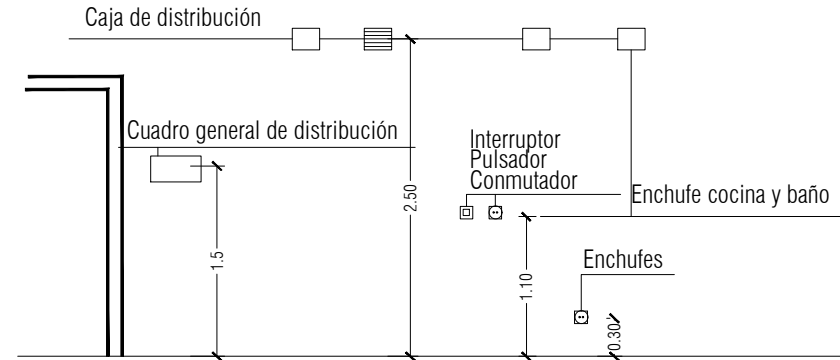 Caja de distribución
Cuadro general de distribución
Interruptor
Pulsador
Conmutador
Enchufe cocina y baño
2.50
1.5
1.10
Enchufes
0.30